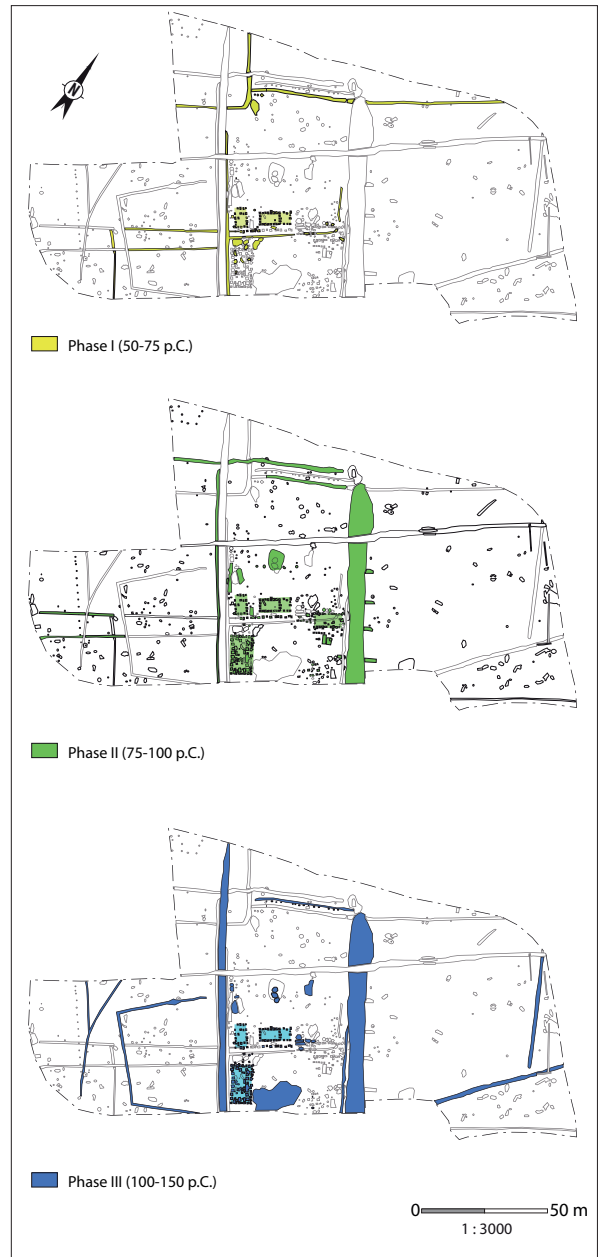 N
Phase I (50-75 p.C.)
Phase II (75-100 p.C.)
Phase III (100-150 p.C.)
0 50 m
1 : 3000